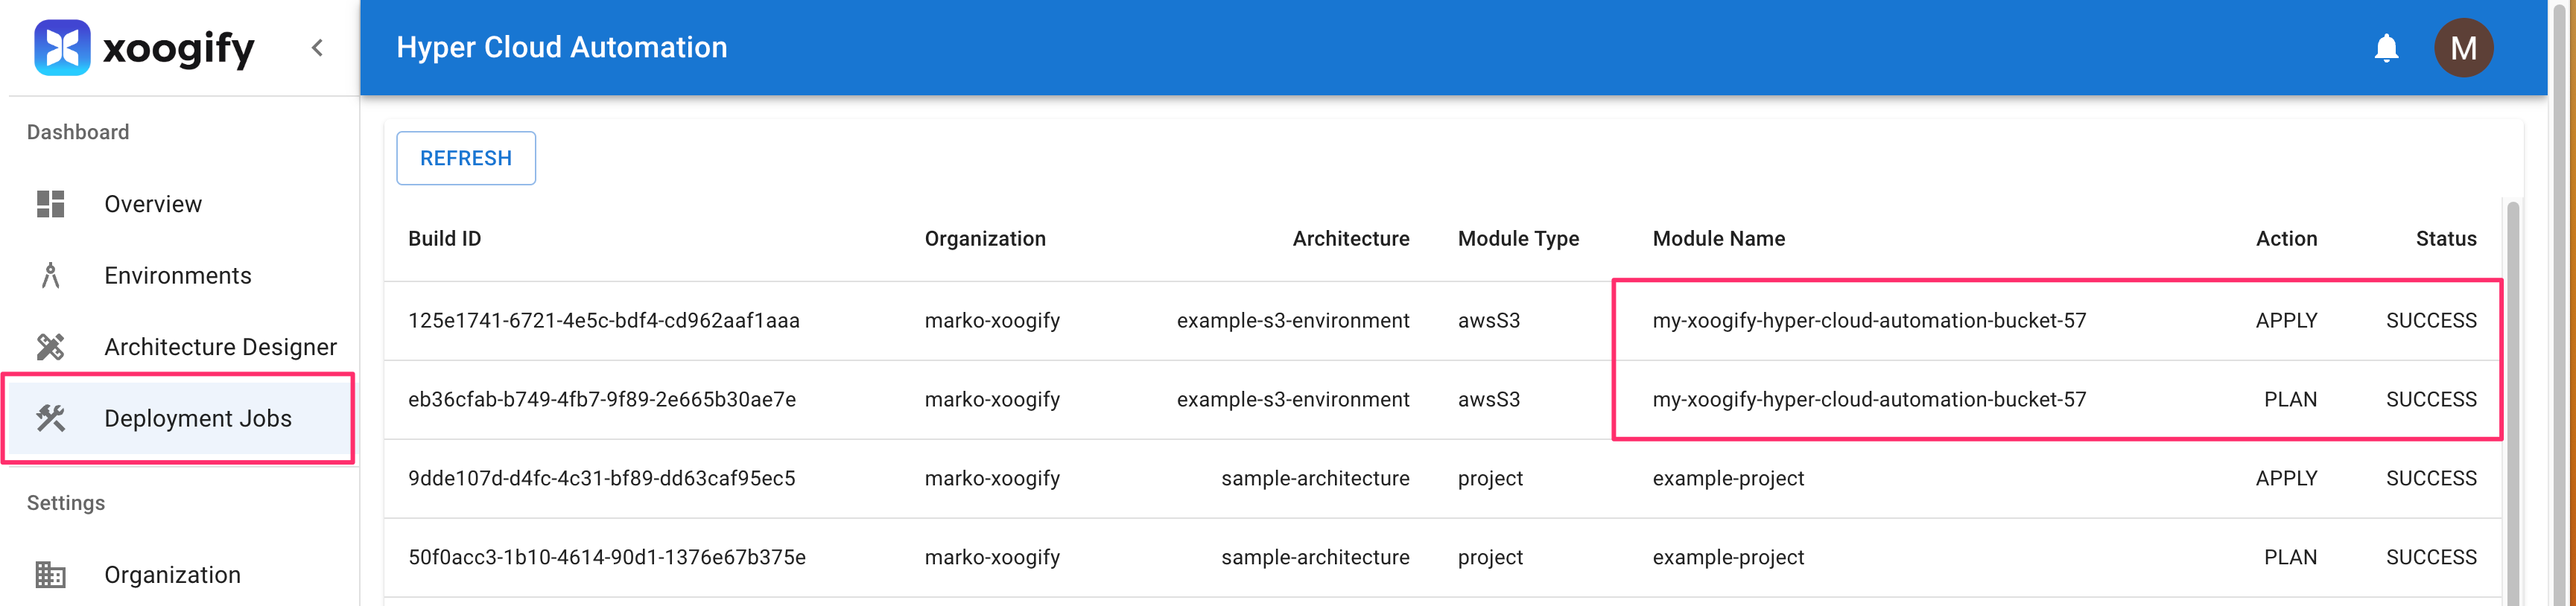 xoogify
Hyper Cloud Automation
M
Dashboard
Overview
Environments
Architecture Designer
Deployment Jobs
Settings
Organization
REFRESH
Build ID Organization Architecture Module Type Module Name Action Status
125e1741-6721-4e5c-bdf4-cd962aaf1aaa marko-xoogify example-s3-environment awsS3 my-xoogify-hyper-cloud-automation-bucket-57 APPLY SUCCESS
eb36cfab-b749-4fb7-9f89-2e665b30ae7e marko-xoogify example-s3-environment awsS3 my-xoogify-hyper-cloud-automation-bucket-57 PLAN SUCCESS
9dde107d-d4fc-4c31-bf89-dd63caf95ec5 marko-xoogify sample-architecture project example-project APPLY SUCCESS
50f0acc3-1b10-4614-90d1-1376e67b375e marko-xoogify sample-architecture project example-project PLAN SUCCESS